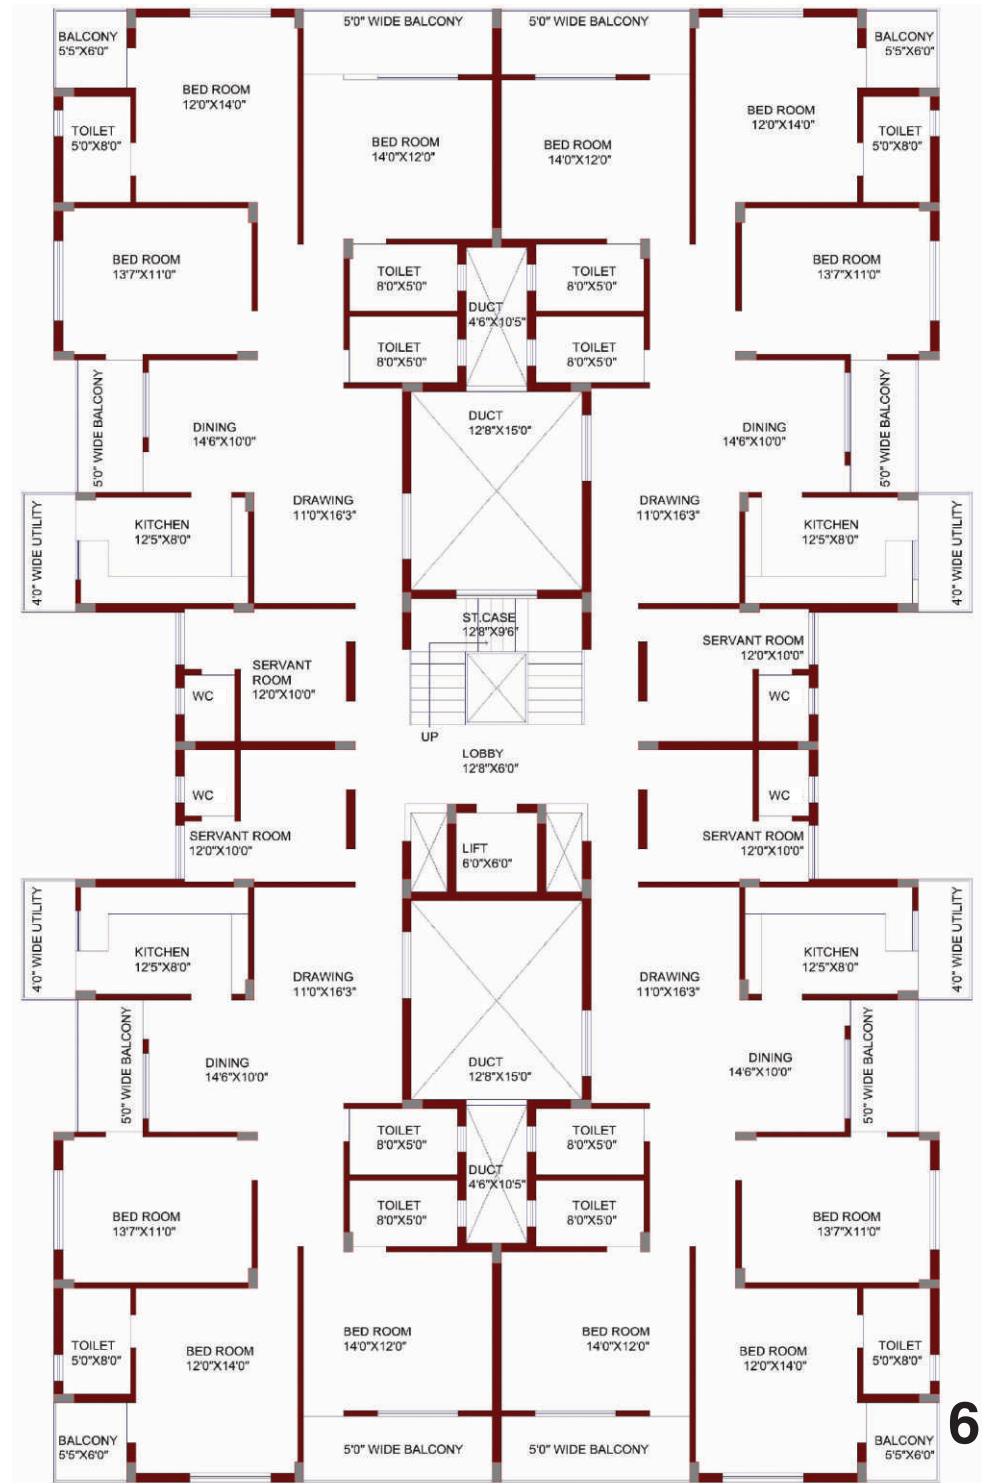 5'0" WIDE BALCONY
5'0" WIDE BALCONY
BALCONY
5'5"X6'0"
BALCONY
5'5"X6'0"
BED ROOM
12'0"X14'0"
BED ROOM
12'0"X14'0"
TOILET
5'0"X8'0"
BED ROOM
14'0"X12'0"
BED ROOM
14'0"X12'0"
TOILET
5'0"X8'0"
BED ROOM
13'7"X11'0"
TOILET
8'0"X5'0"
TOILET
8'0"X5'0"
BED ROOM
13'7"X11'0"
DUCT
4'6"X10'5"
TOILET
8'0"X5'0"
TOILET
8'0"X5'0"
5'0" WIDE BALCONY
DINING
14'6"X10'0"
DUCT
12'8"X15'0"
DINING
14'6"X10'0"
5'0" WIDE BALCONY
4'0" WIDE UTILITY
KITCHEN
12'5"X8'0"
DRAWING
11'0"X16'3"
DRAWING
11'0"X16'3"
KITCHEN
12'5"X8'0"
4'0" WIDE UTILITY
ST.CASE
12'8"X9'6"
SERVANT
ROOM
12'0"X10'0"
SERVANT ROOM
12'0"X10'0"
WC
WC
UP
LOBBY
12'8"X6'0"
WC
WC
SERVANT ROOM
12'0"X10'0"
LIFT
6'0"X6'0"
SERVANT ROOM
12'0"X10'0"
4'0" WIDE UTILITY
KITCHEN
12'5"X8'0"
DRAWING
11'0"X16'3"
DRAWING
11'0"X16'3"
KITCHEN
12'5"X8'0"
4'0" WIDE UTILITY
5'0" WIDE BALCONY
DINING
14'6"X10'0"
DUCT
12'8"X15'0"
DINING
14'6"X10'0"
5'0" WIDE BALCONY
TOILET
8'0"X5'0"
TOILET
8'0"X5'0"
DUCT
4'6"X10'5"
BED ROOM
13'7"X11'0"
TOILET
8'0"X5'0"
TOILET
8'0"X5'0"
BED ROOM
13'7"X11'0"
TOILET
5'0"X8'0"
BED ROOM
12'0"X14'0"
BED ROOM
14'0"X12'0"
BED ROOM
14'0"X12'0"
BED ROOM
12'0"X14'0"
TOILET
5'0"X8'0"
BALCONY
5'5"X6'0"
5'0" WIDE BALCONY
5'0" WIDE BALCONY
BALCONY
5'5"X6'0"
6